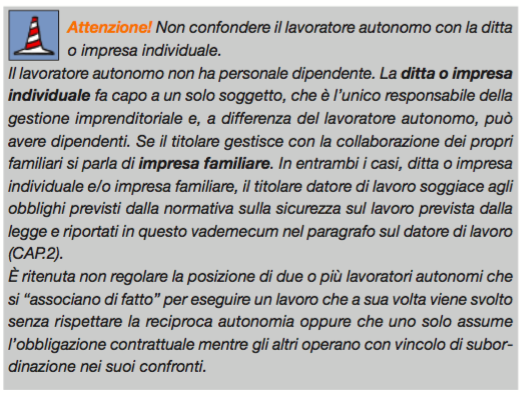 Attenzione! Non confondere il lavoratore autonomo con la ditta
o impresa individuale.
Il lavoratore autonomo non ha personale dipendente. La ditta o impresa
individuale fa capo a un solo soggetto, che è l'unico responsabile della
gestione imprenditoriale e, a differenza del lavoratore autonomo, può
avere dipendenti. Se il titolare gestisce con la collaborazione dei propri
familiari si parla di impresa familiare. In entrambi i casi, ditta o impresa
individuale e/o impresa familiare, il titolare datore di lavoro soggiace agli
obblighi previsti dalla normativa sulla sicurezza sul lavoro prevista dalla
legge e riportati in questo vademecum nel paragrafo sul datore di lavoro
(CAP.2).
È ritenuta non regolare la posizione di due o più lavoratori autonomi che
si "associano di fatto" per eseguire un lavoro che a sua volta viene svolto
senza rispettare la reciproca autonomia oppure che uno solo assume
l'obbligazione contrattuale mentre gli altri operano con vincolo di subor-
dinazione nei suoi confronti.